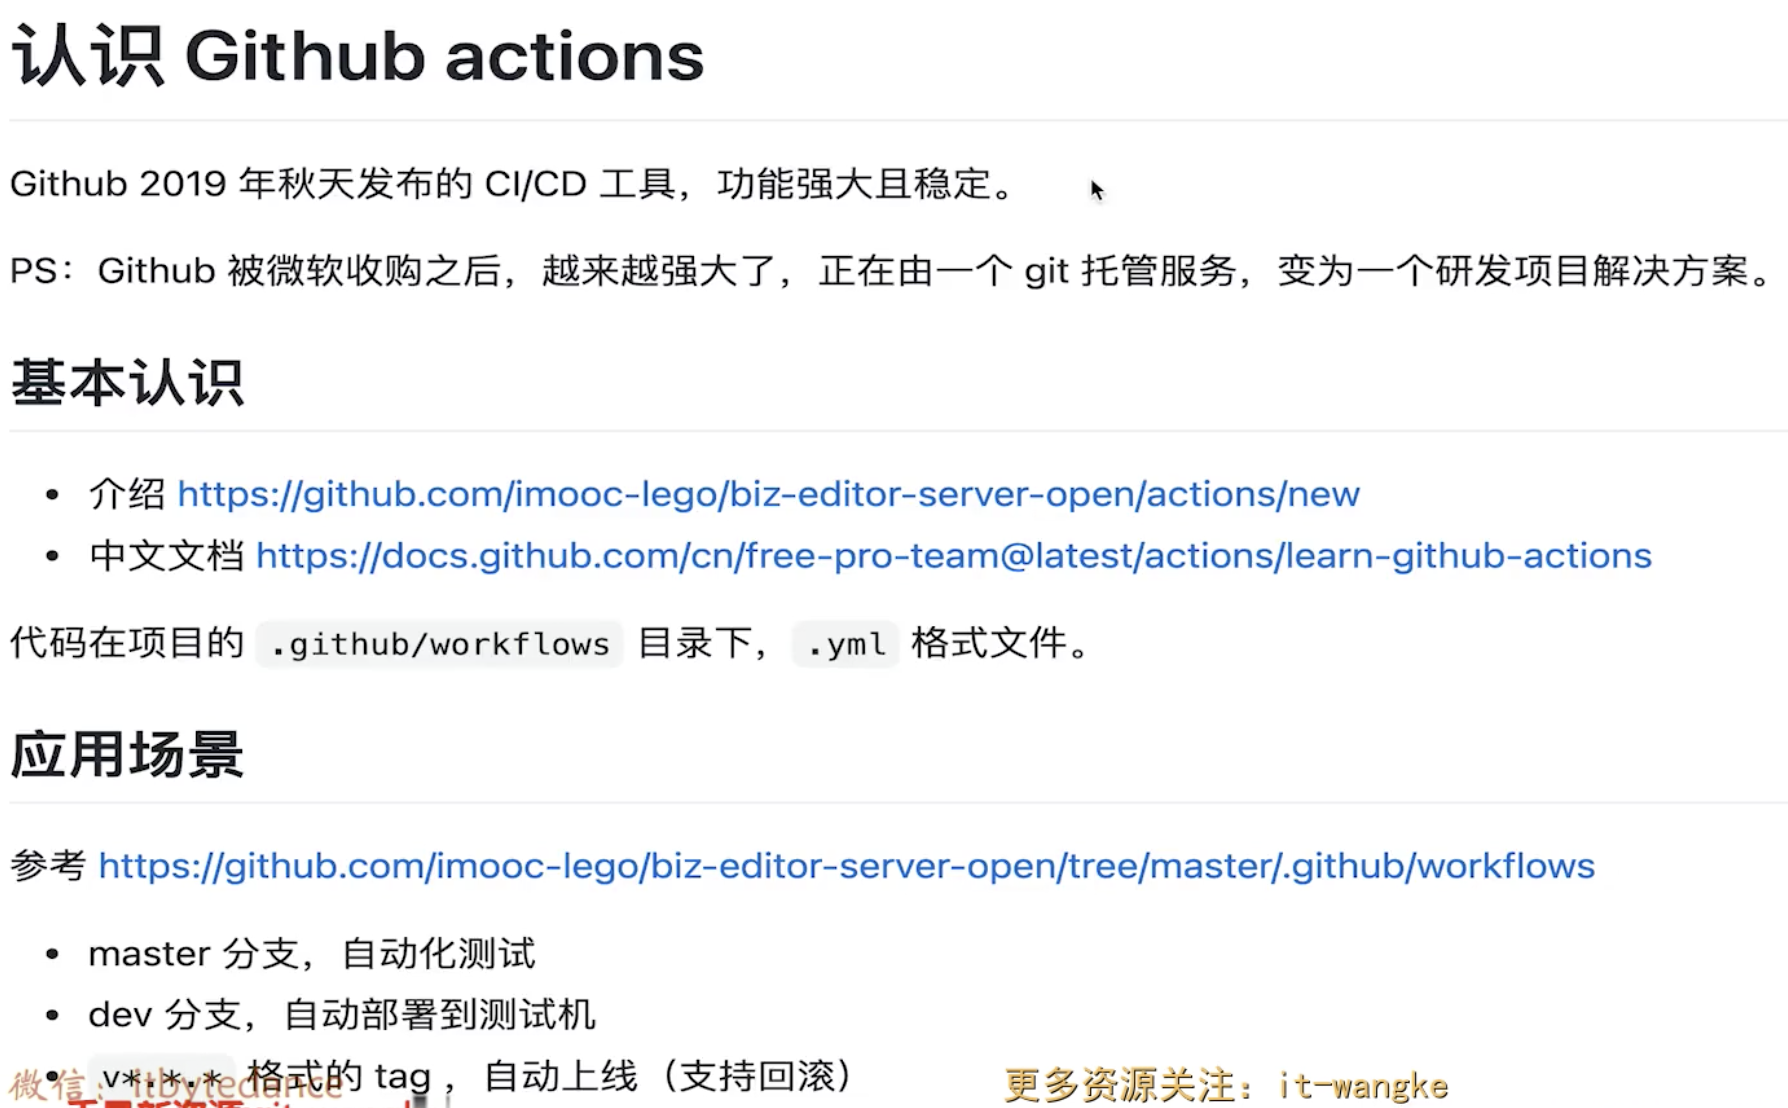 认识 Github actions
Github 2019 年秋天发布的 CI/CD 工具，功能强大且稳定。
PS：Github 被微软收购之后，越来越强大了，正在由一个 git 托管服务，变为一个研发项目解决方案。
基本认识
• 介绍 https://github.com/imooc-lego/biz-editor-server-open/actions/new
• 中文文档 https://docs.github.com/cn/free-pro-team@latest/actions/learn-github-actions
代码在项目的 .github/workflows 目录下， .yml 格式文件。
应用场景
参考 https://github.com/imooc-lego/biz-editor-server-open/tree/master/.github/workflows
• master 分支，自动化测试
• dev 分支，自动部署到测试机
• v*.*.* 格式的 tag ，自动上线（支持回滚）
微信：itbytedance
更多资源关注：it-wangke